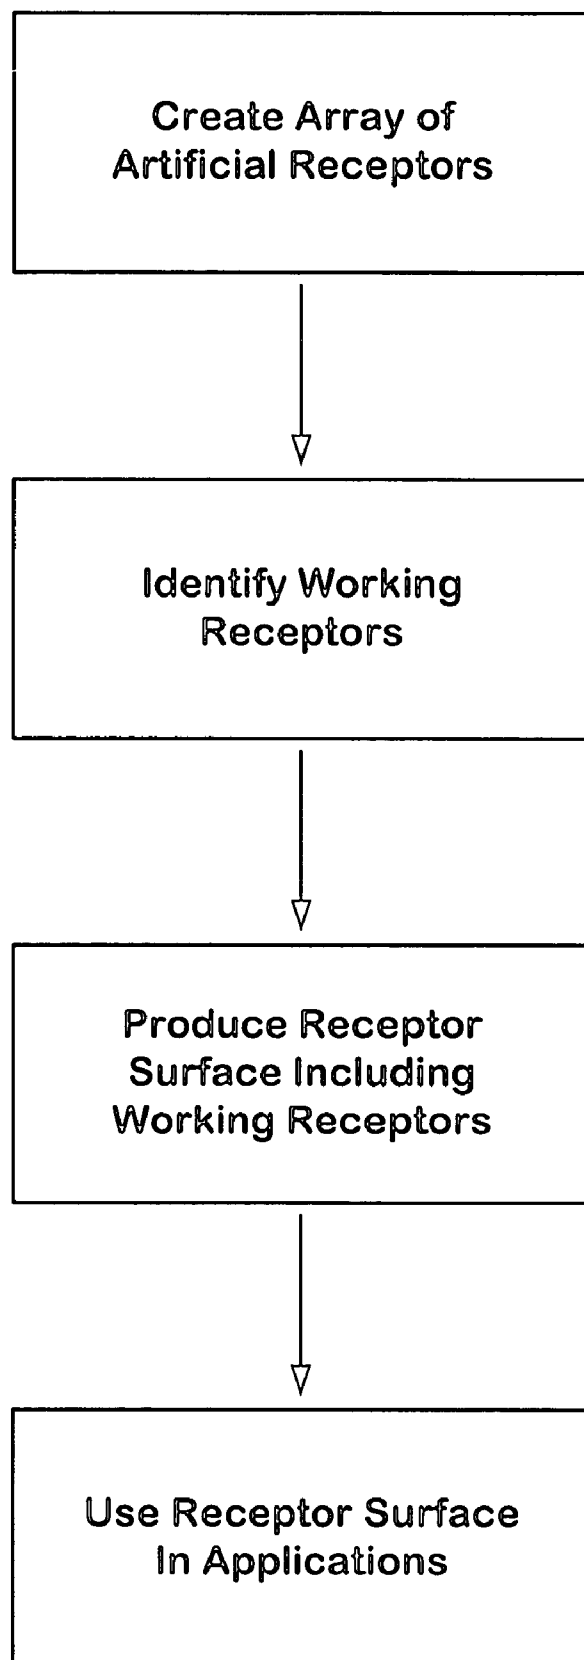 Create Array of
Artificial Receptors
Identify Working
Receptors
Produce Receptor
Surface Including
Working Receptors
Use Receptor Surface
In Applications